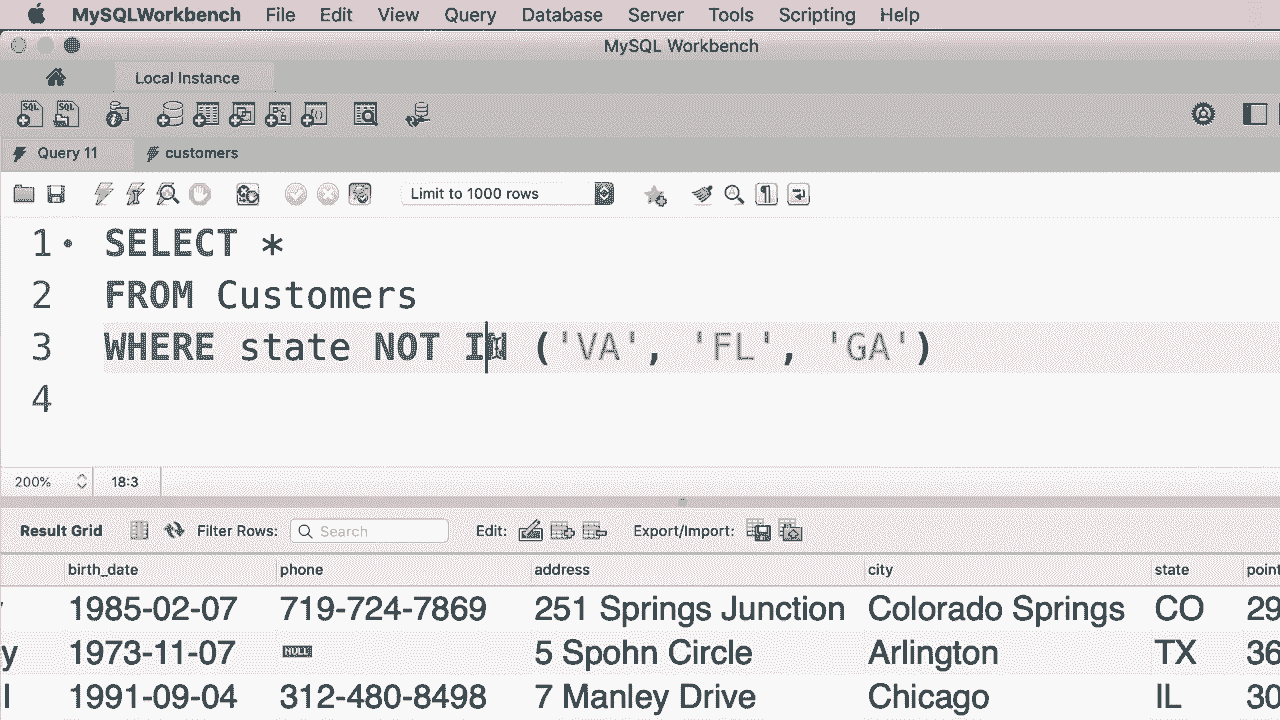 MySQLWorkbench File Edit View Query Database Server Tools Scripting Help
MySQL Workbench
Local Instance
SQL SQL
Query 11 customers
Limit to 1000 rows
1 SELECT *
2 FROM Customers
3 WHERE state NOT IN ('VA', 'FL', 'GA')
4
200% 18:3
Result Grid Filter Rows: Search Edit: Export/Import:
birth_date phone address city state point
1985-02-07 719-724-7869 251 Springs Junction Colorado Springs CO 29
y 1973-11-07 NULL 5 Spohn Circle Arlington TX 36
l 1991-09-04 312-480-8498 7 Manley Drive Chicago IL 30